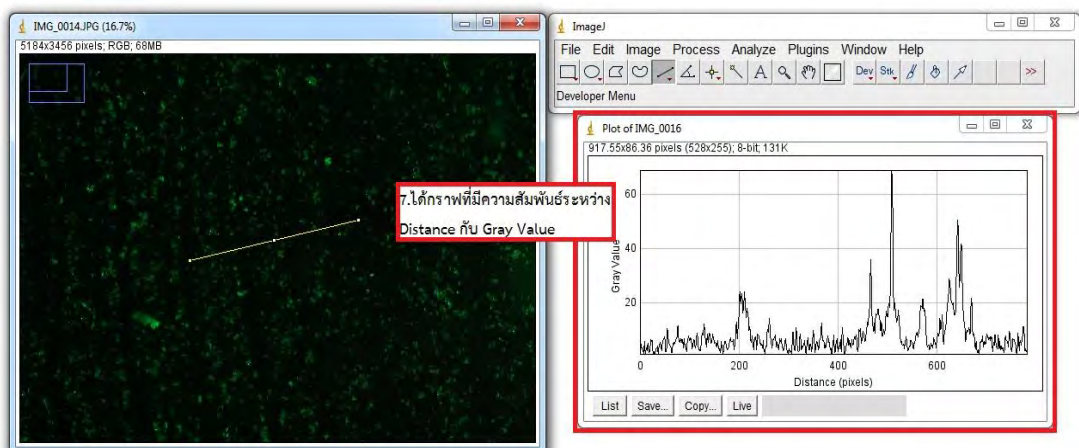 IMG_0014.JPG (16.7%)
5184x3456 pixels; RGB; 68MB
7.ได้กราฟที่มีความสัมพันธ์ระหว่าง
Distance กับ Gray Value
ImageJ
File Edit Image Process Analyze Plugins Window Help
A Dev Stk >>
Developer Menu
Plot of IMG_0016
917.55x86.36 pixels (528x255); 8-bit; 131K
60
40
20
Gray Value
0 200 400 600
Distance (pixels)
List Save... Copy... Live